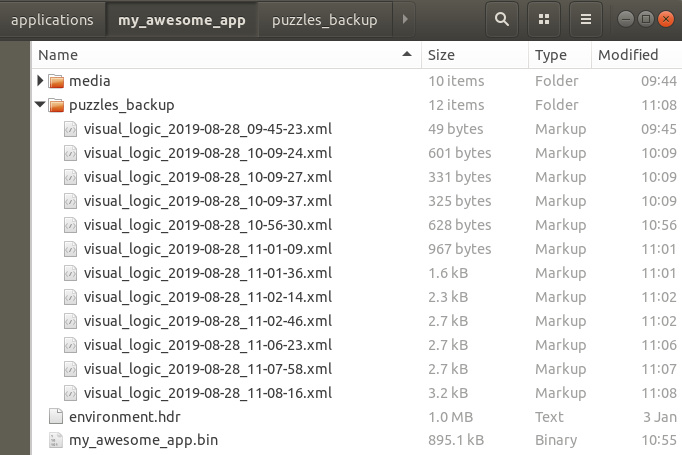 applications my_awesome_app puzzles_backup
Name Size Type Modified
media 10 items Folder 09:44
puzzles_backup 12 items Folder 11:08
visual_logic_2019-08-28_09-45-23.xml 49 bytes Markup 09:45
visual_logic_2019-08-28_10-09-24.xml 601 bytes Markup 10:09
visual_logic_2019-08-28_10-09-27.xml 331 bytes Markup 10:09
visual_logic_2019-08-28_10-09-37.xml 325 bytes Markup 10:09
visual_logic_2019-08-28_10-56-30.xml 628 bytes Markup 10:56
visual_logic_2019-08-28_11-01-09.xml 967 bytes Markup 11:01
visual_logic_2019-08-28_11-01-36.xml 1.6 kB Markup 11:01
visual_logic_2019-08-28_11-02-14.xml 2.3 kB Markup 11:02
visual_logic_2019-08-28_11-02-46.xml 2.7 kB Markup 11:02
visual_logic_2019-08-28_11-06-23.xml 2.7 kB Markup 11:06
visual_logic_2019-08-28_11-07-58.xml 2.7 kB Markup 11:07
visual_logic_2019-08-28_11-08-16.xml 3.2 kB Markup 11:08
environment.hdr 1.0 MB Text 3 Jan
my_awesome_app.bin 895.1 kB Binary 10:55